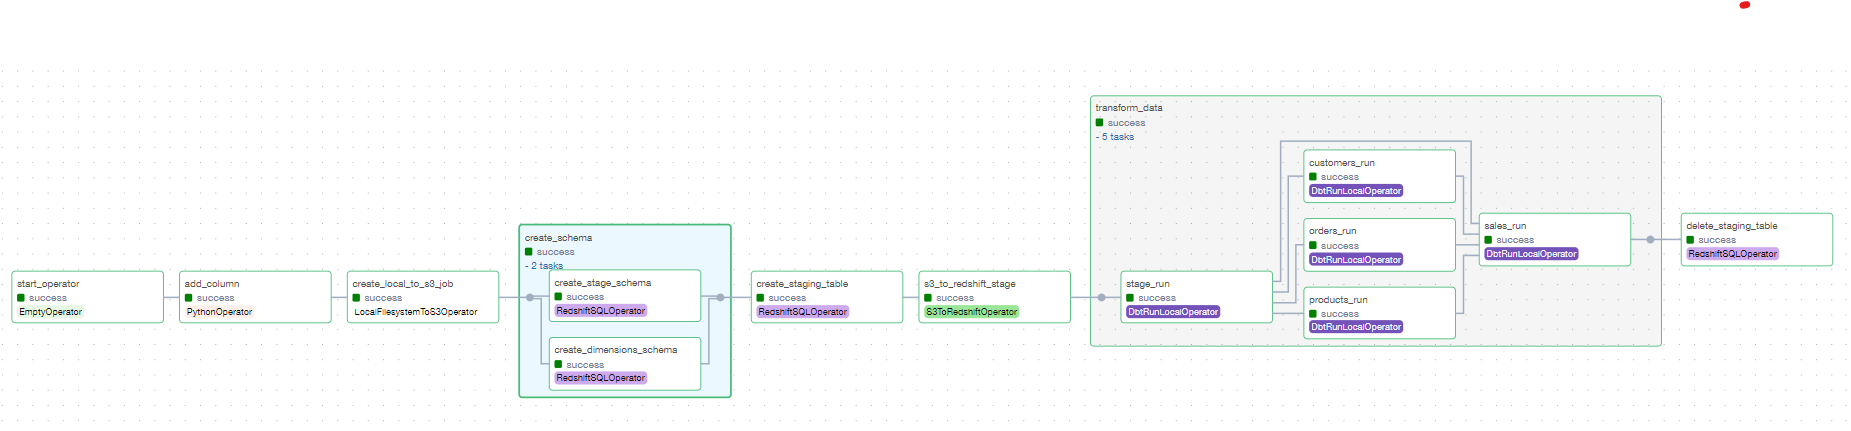 start_operator
success
EmptyOperator
add_column
success
PythonOperator
create_local_to_s3_job
success
LocalFilesystemToS3Operator
create_schema
success
- 2 tasks
create_stage_schema
success
RedshiftSQLOperator
create_dimensions_schema
success
RedshiftSQLOperator
create_staging_table
success
RedshiftSQLOperator
s3_to_redshift_stage
success
S3ToRedshiftOperator
transform_data
success
- 5 tasks
stage_run
success
DbtRunLocalOperator
customers_run
success
DbtRunLocalOperator
orders_run
success
DbtRunLocalOperator
products_run
success
DbtRunLocalOperator
sales_run
success
DbtRunLocalOperator
delete_staging_table
success
RedshiftSQLOperator